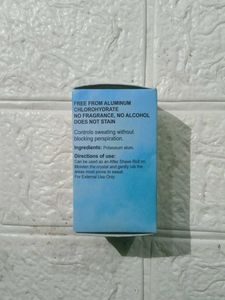 FREE FROM ALUMINUM
CHLOROHYDRATE
NO FRAGRANCE, NO ALCOHOL
DOES NOT STAIN
Controls sweating without
blocking perspiration.
Ingredients: Potassium alum.
Directions of use:
Can be used as an After Shave Roll on.
Moisten the crystal and gently rub the
areas most prone to sweat.
For External Use Only